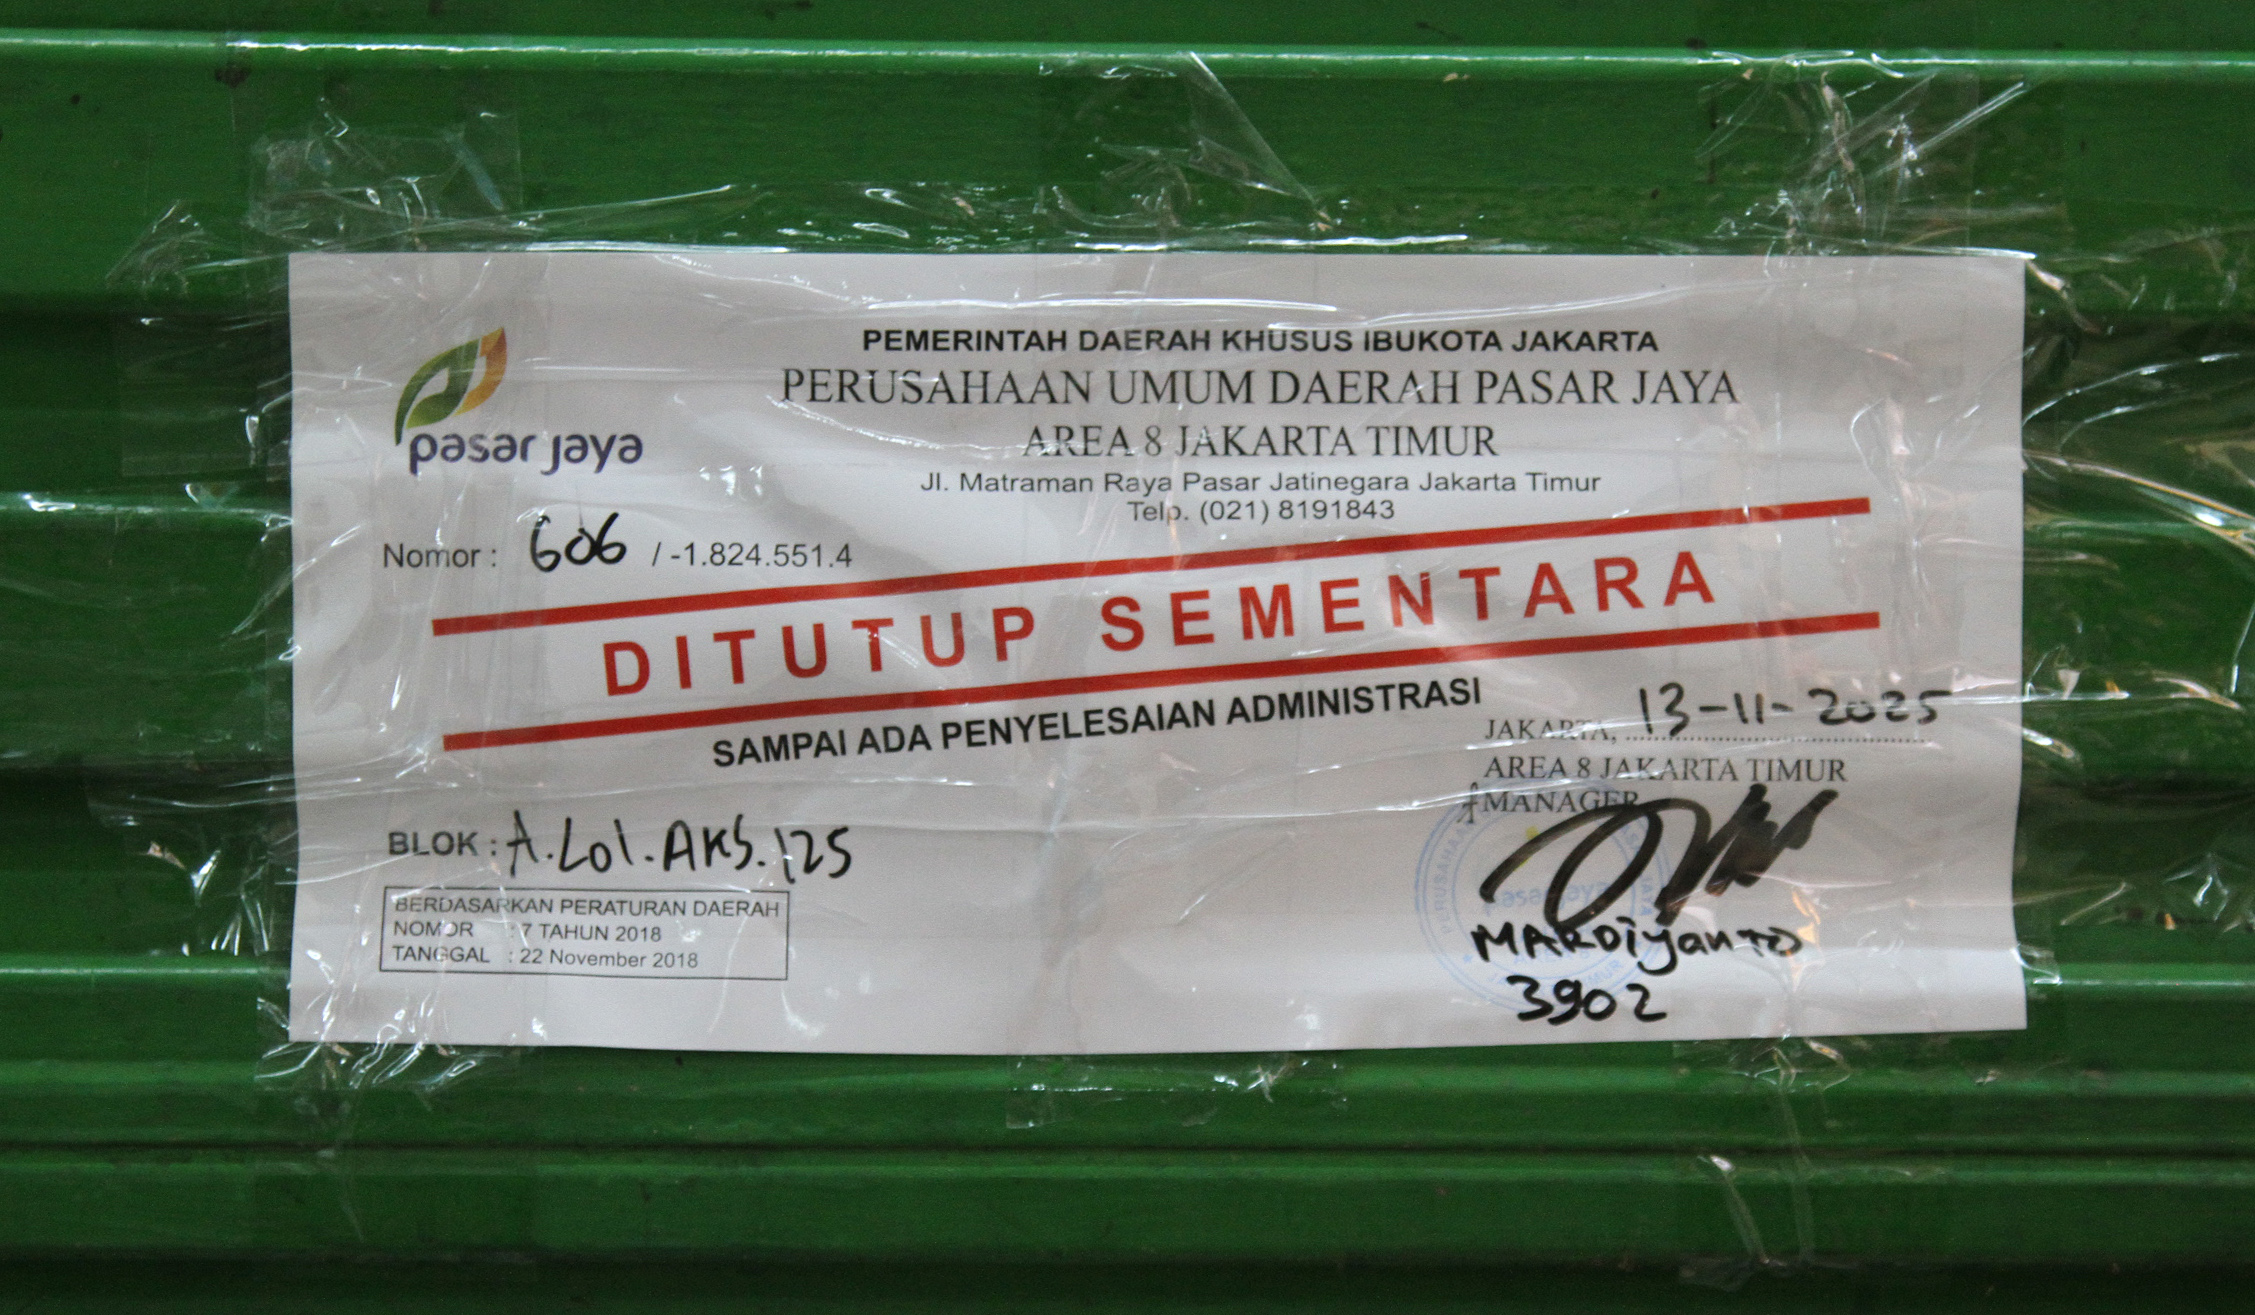 pasar jaya
PEMERINTAH DAERAH KHUSUS IBUKOTA JAKARTA
PERUSAHAAN UMUM DAERAH PASAR JAYA
AREA 8 JAKARTA TIMUR
Jl. Matraman Raya Pasar Jatinegara Jakarta Timur
Telp. (021) 8191843
Nomor : 606 / -1.824.551.4
DITUTUP SEMENTARA
SAMPAI ADA PENYELESAIAN ADMINISTRASI
JAKARTA, 13-11-2025
AREA 8 JAKARTA TIMUR
MANAGER
MARDiyanTO
3902
BLOK : A.Lo1.AKS.125
BERDASARKAN PERATURAN DAERAH
NOMOR : 7 TAHUN 2018
TANGGAL : 22 November 2018